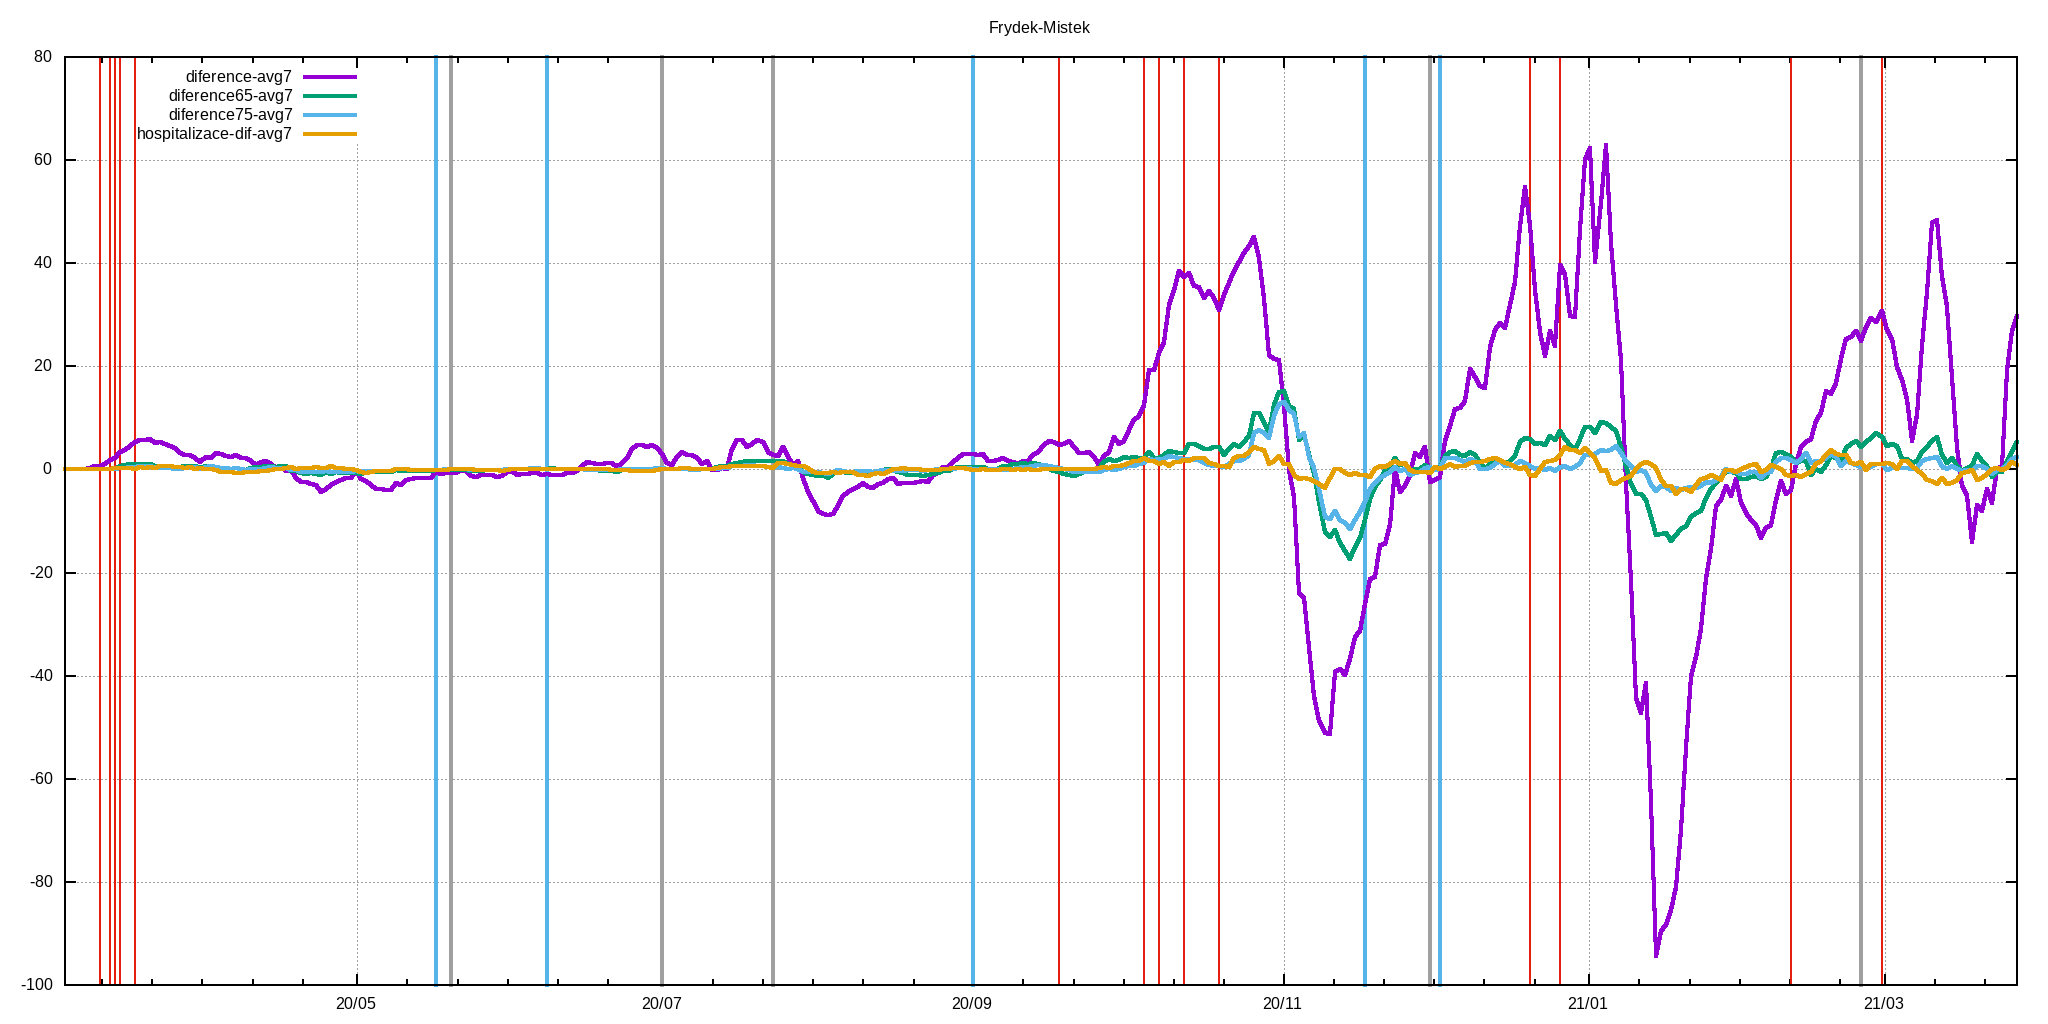 Frydek-Mistek
diference-avg7
diference65-avg7
diference75-avg7
hospitalizace-dif-avg7
80
60
40
20
0
-20
-40
-60
-80
-100
20/05 20/07 20/09 20/11 21/01 21/03